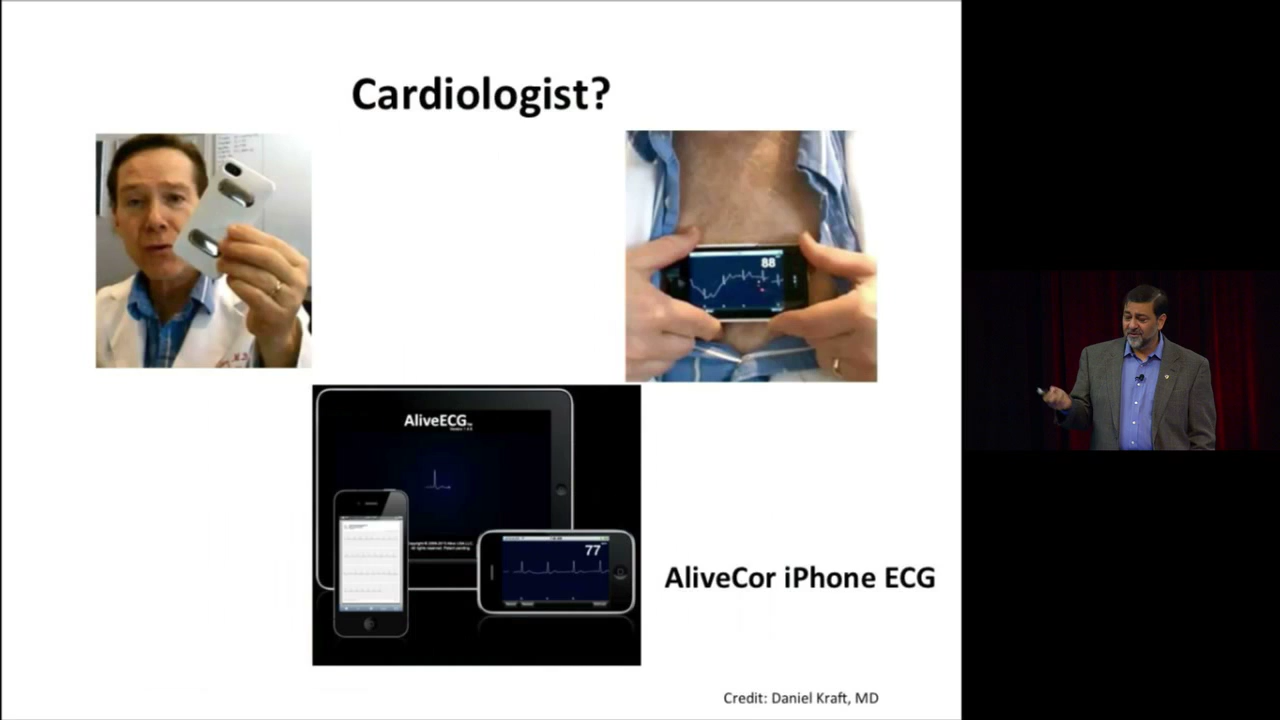 Cardiologist?
88
AliveECG
77
AliveCor iPhone ECG
Credit: Daniel Kraft, MD